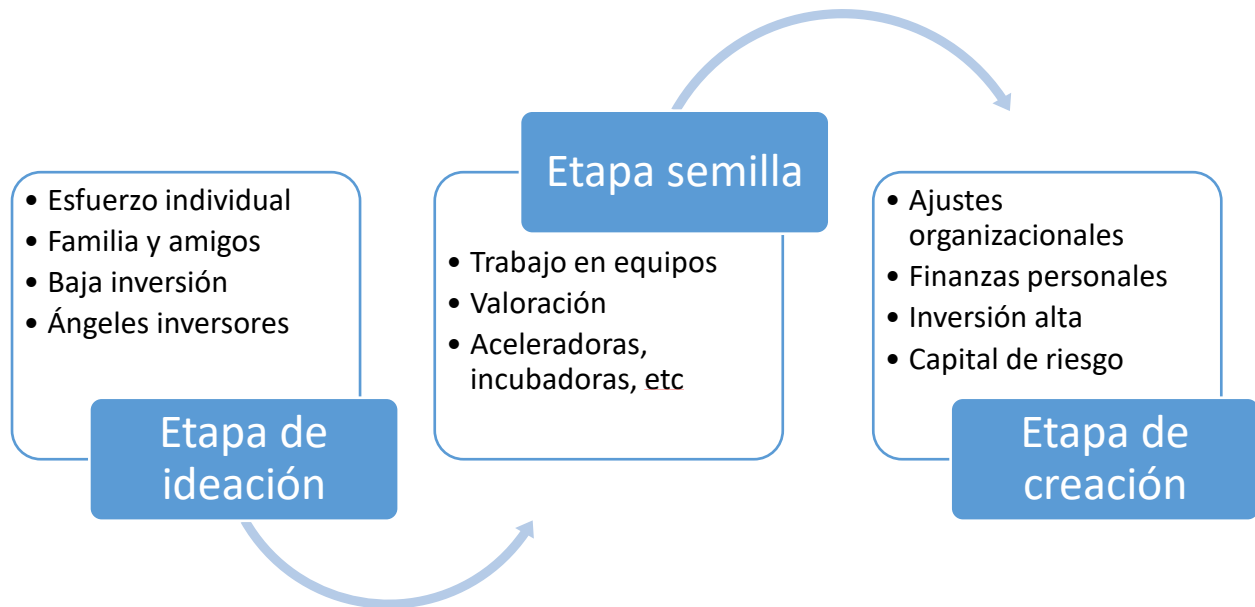 • Esfuerzo individual
• Familia y amigos
• Baja inversión
• Ángeles inversores
Etapa de
ideación
Etapa semilla
• Trabajo en equipos
• Valoración
• Aceleradoras,
incubadoras, etc
• Ajustes
organizacionales
• Finanzas personales
• Inversión alta
• Capital de riesgo
Etapa de
creación